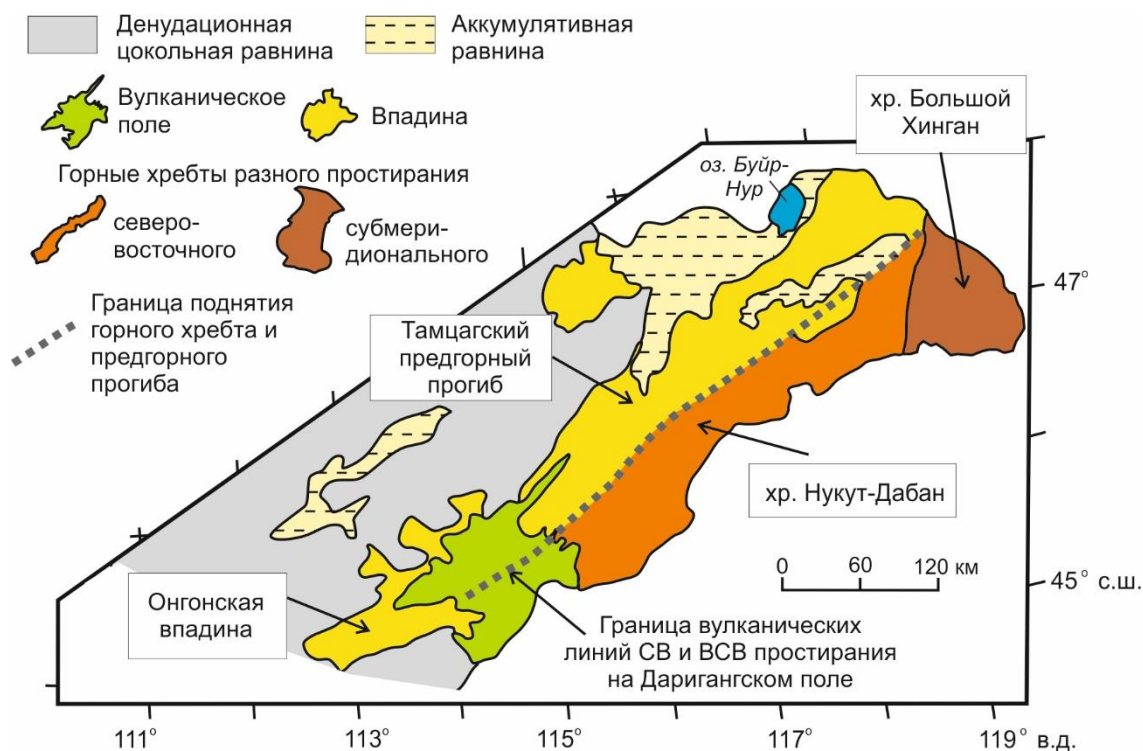 Денудационная
цокольная равнина
Аккумулятивная
равнина
Вулканическое
поле
Впадина
Горные хребты разного простирания
северо-
восточного
субмери-
дионального
Граница поднятия
горного хребта и
предгорного
прогиба
хр. Большой
Хинган
оз. Буйр-
Нур
47°
Тамцагский
предгорный
прогиб
хр. Нукут-Дабан
0 60 120 км
45° с.ш.
Онгонская
впадина
Граница вулканических
линий СВ и ВСВ простирания
на Даригангском поле
111° 113° 115° 117° 119° в.д.